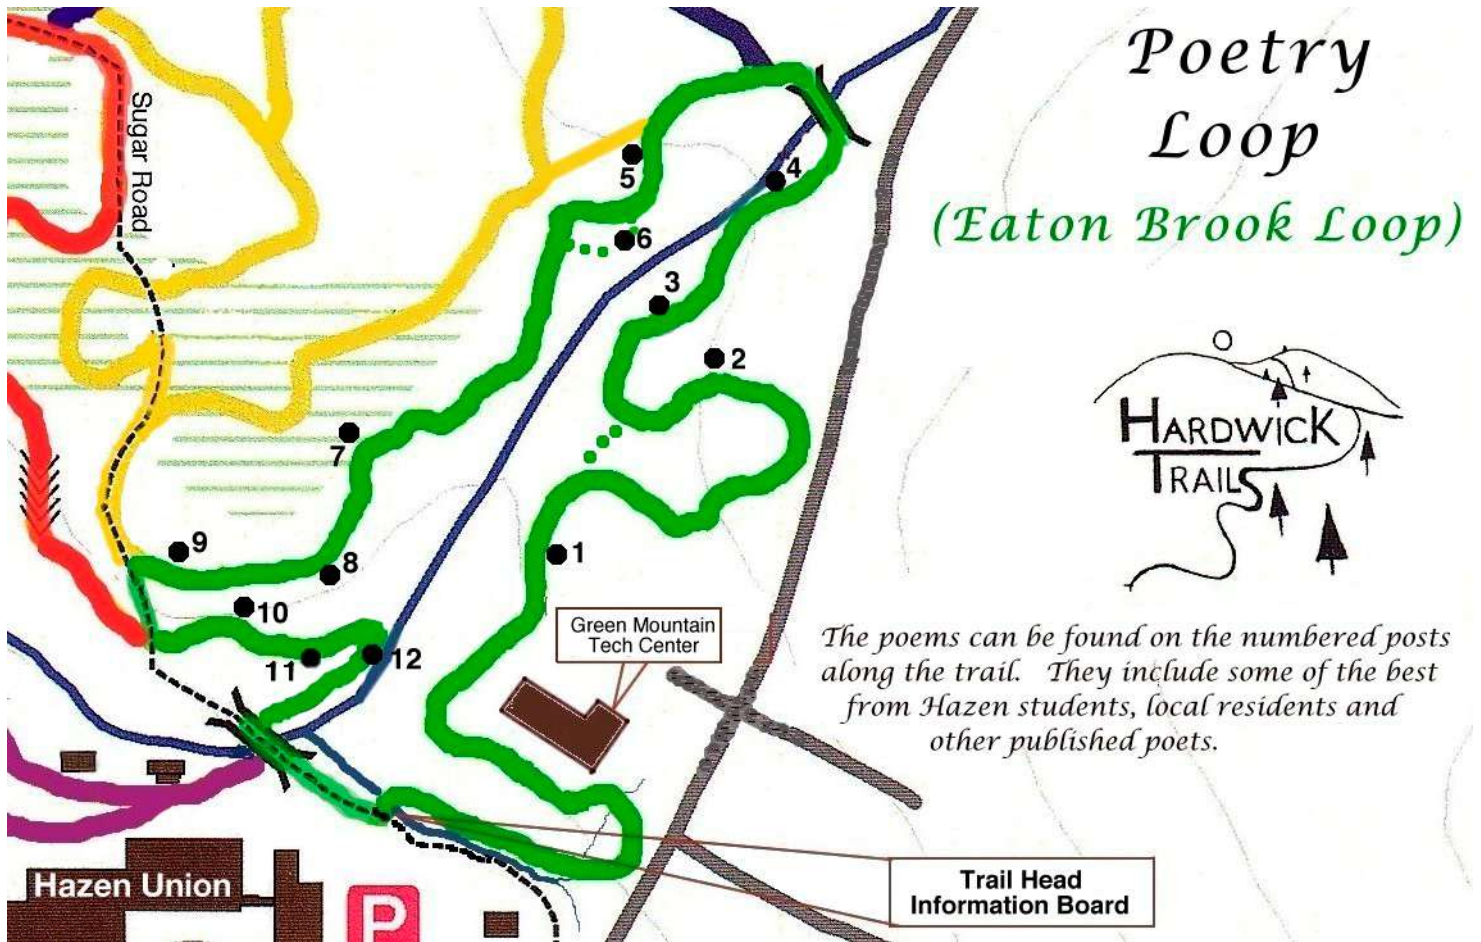 Poetry
Loop
(Eaton Brook Loop)
Sugar Road
5
4
6
3
2
7
1
9
8
10
11
12
HARDWICK
TRAILS
Green Mountain
Tech Center
The poems can be found on the numbered posts
along the trail. They include some of the best
from Hazen students, local residents and
other published poets.
Hazen Union
P
Trail Head
Information Board